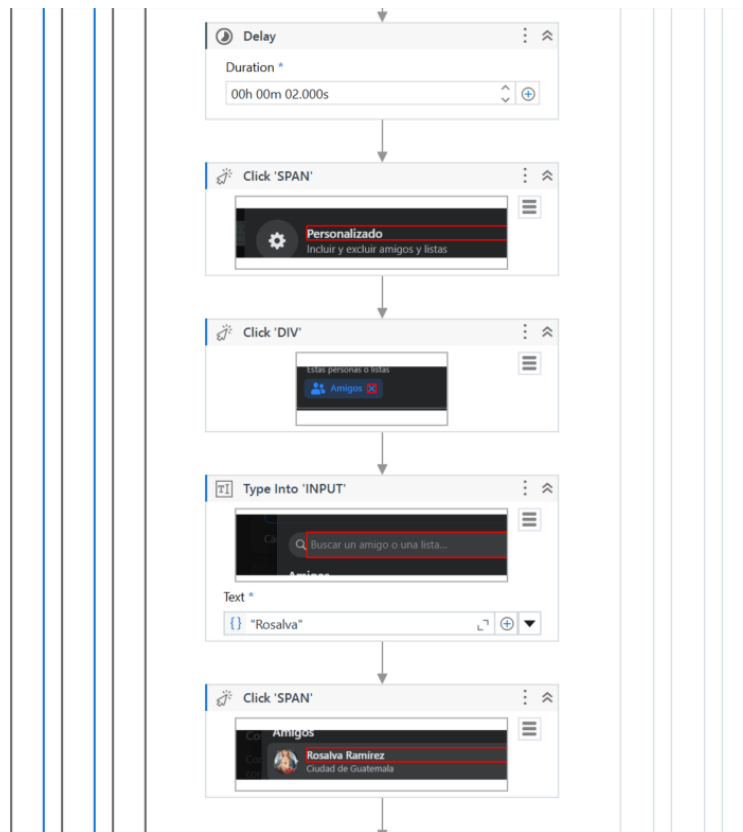 Delay
Duration *
00h 00m 02.000s
Click 'SPAN'
Personalizado
Incluir y excluir amigos y listas
Click 'DIV'
Estas personas o listas
Amigos
Type Into 'INPUT'
Buscar un amigo o una lista...
Amigos
Text *
"Rosalva"
Click 'SPAN'
Amigos
Rosalva Ramírez
Ciudad de Guatemala